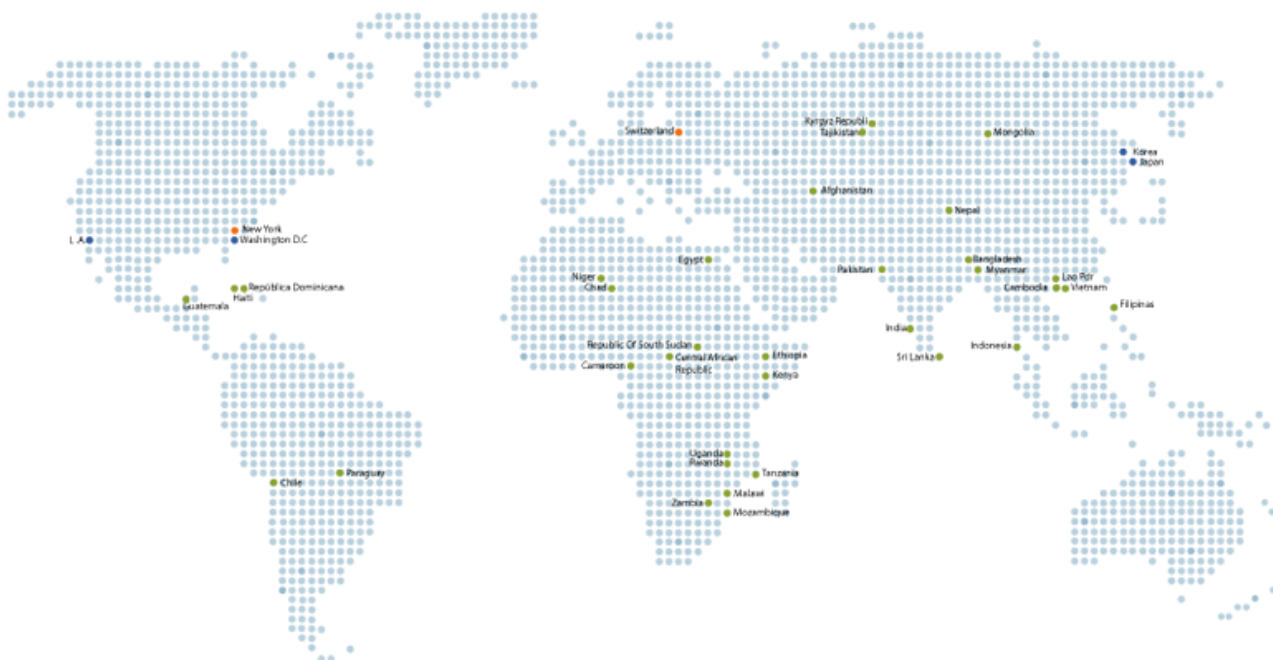 Kyrgyz Republi
Switzerland
Tajikistan
Mongolia
Korea
Japan
Afghanistan
Nepal
New York
L .A.
Washington D.C
Egypt
Bangladesh
Pakistan
Myanmar
Niger
Lao Pdr
Chad
Cambodia
Vietnam
República Dominicana
Haiti
Guatemala
Filipinas
India
Republic Of South Sudan
Indonesia
Central African
Republic
Ethiopia
Sri Lanka
Cameroon
Kenya
Uganda
Rwanda
Tanzania
Paraguay
Chile
Malawi
Zambia
Mozambique